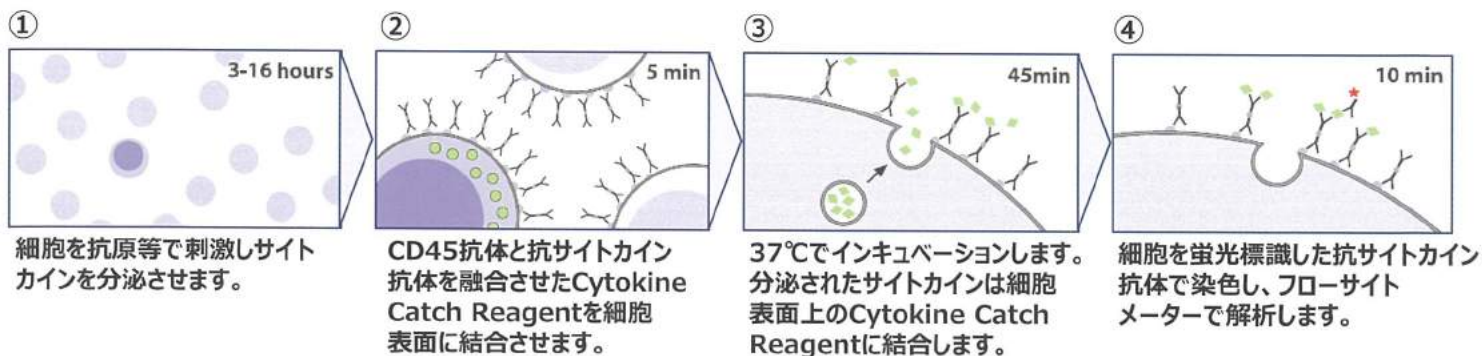 ①
3-16 hours
細胞を抗原等で刺激しサイト
カインを分泌させます。
②
5 min
CD45抗体と抗サイトカイン
抗体を融合させたCytokine
Catch Reagentを細胞
表面に結合させます。
③
45min
37℃でインキュベーションします。
分泌されたサイトカインは細胞
表面上のCytokine Catch
Reagentに結合します。
④
10 min
細胞を蛍光標識した抗サイトカイン
抗体で染色し、フローサイト
メーターで解析します。